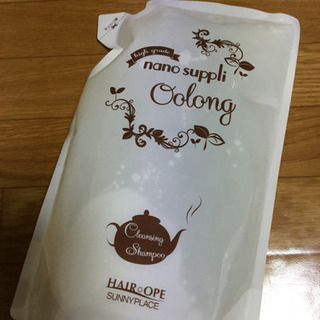 high grade
nano suppli
Oolong
Cleansing
Shampoo
HAIR OPE
SUNNYPLACE